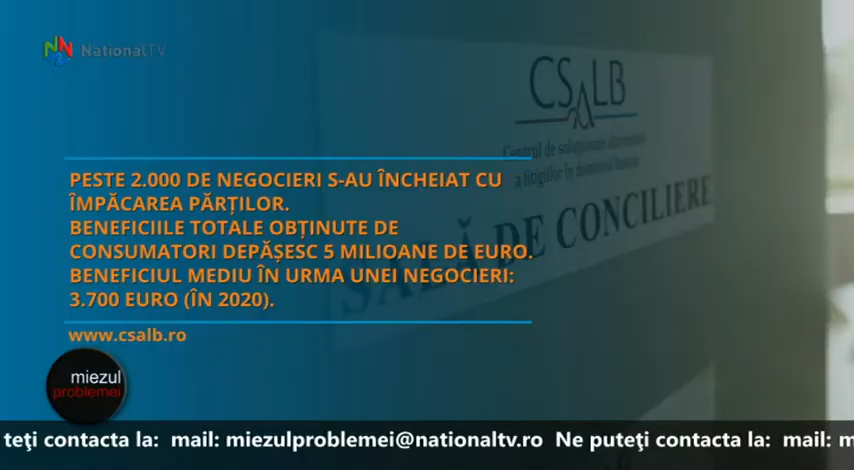 NationalTV
CSALB
Centrul de soluționare alternativă
a litigiilor în domeniul bancar
SALĂ DE CONCILIERE
PESTE 2.000 DE NEGOCIERI S-AU ÎNCHEIAT CU
ÎMPĂCAREA PĂRȚILOR.
BENEFICIILE TOTALE OBȚINUTE DE
CONSUMATORI DEPĂȘESC 5 MILIOANE DE EURO.
BENEFICIUL MEDIU ÎN URMA UNEI NEGOCIERI:
3.700 EURO (ÎN 2020).
www.csalb.ro
miezul
problemei
teţi contacta la: mail: miezulproblemei@nationaltv.ro Ne puteţi contacta la: mail: m